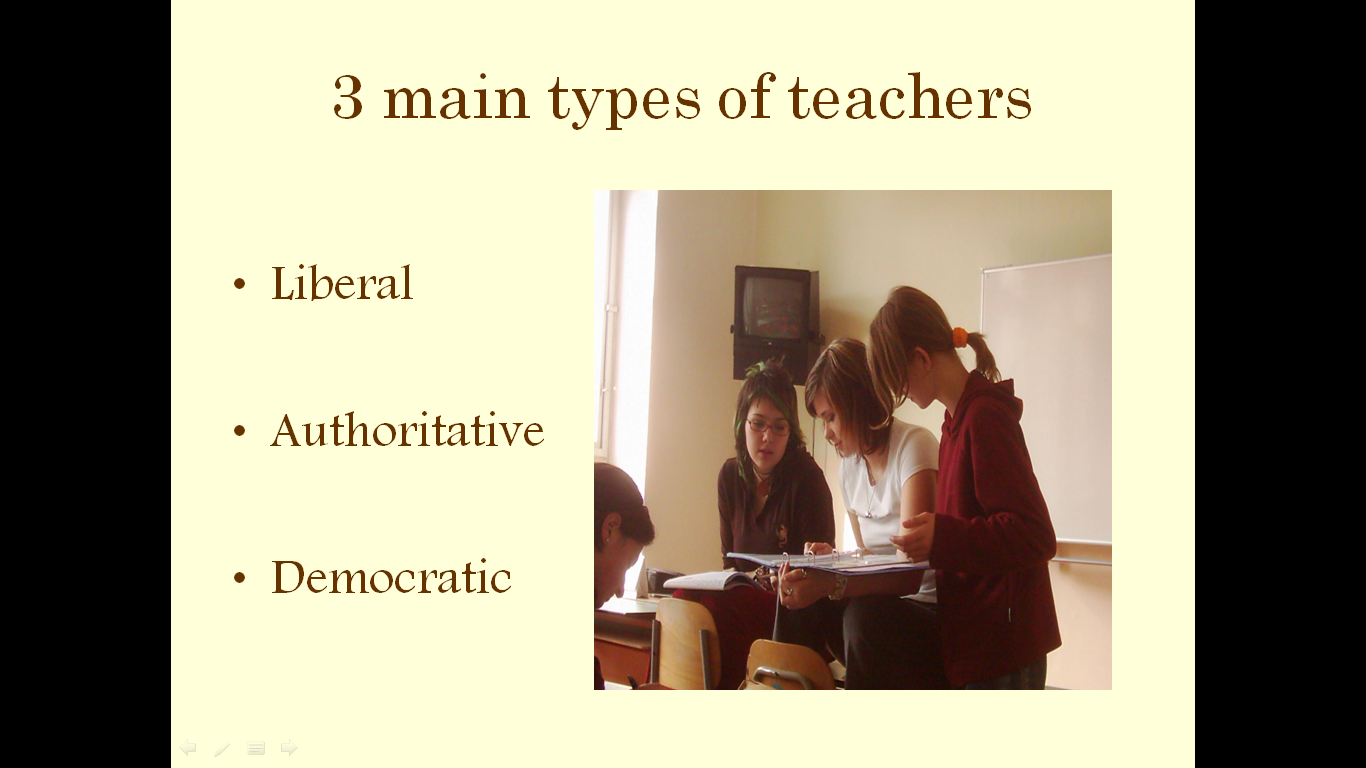 3 main types of teachers
• Liberal
• Authoritative
• Democratic